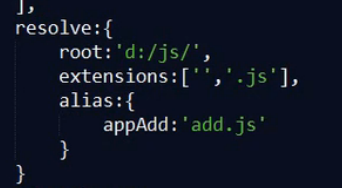 ],
resolve:{
    root:'d:/js/',
    extensions:['','.js'],
    alias:{
        appAdd:'add.js'
    }
}